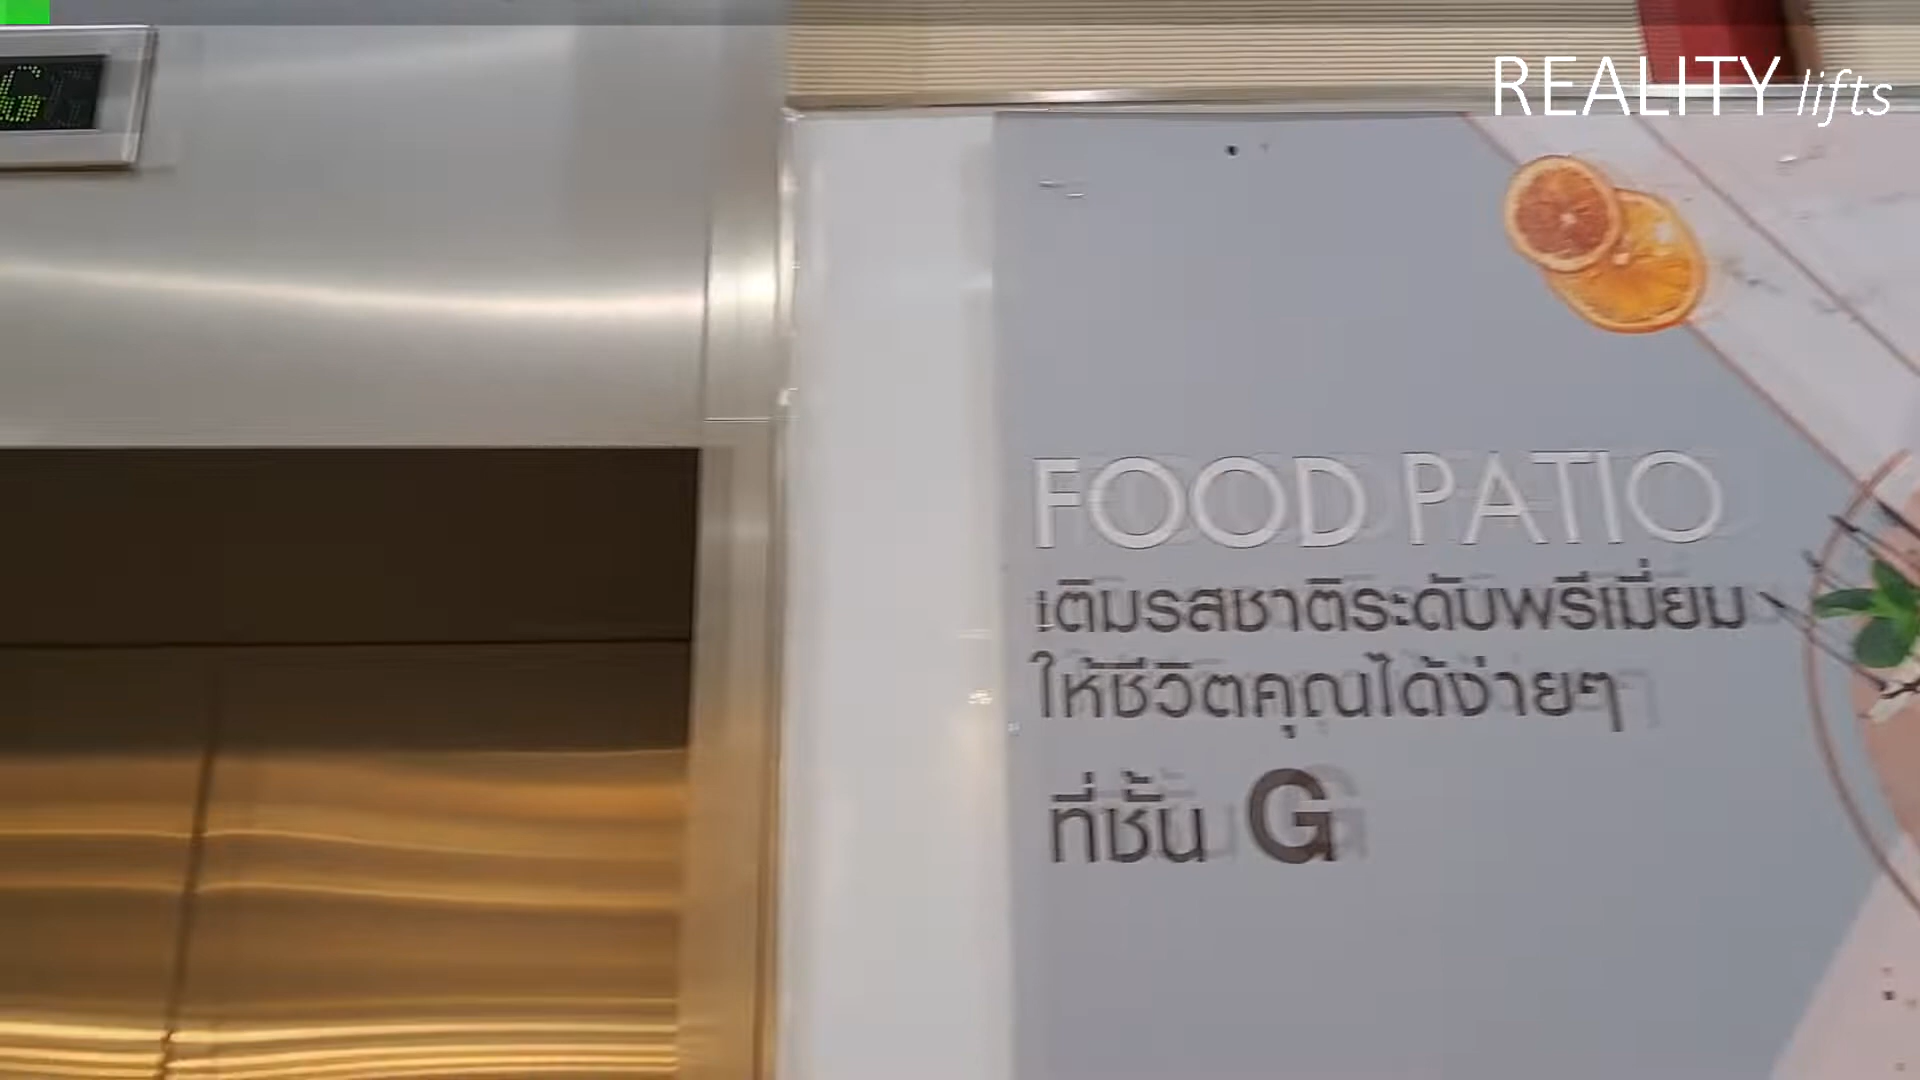 G
REALITY lifts
FOOD PATIO
เติมรสชาติระดับพรีเมี่ยม
ให้ชีวิตคุณได้ง่ายๆ
ที่ชั้น G